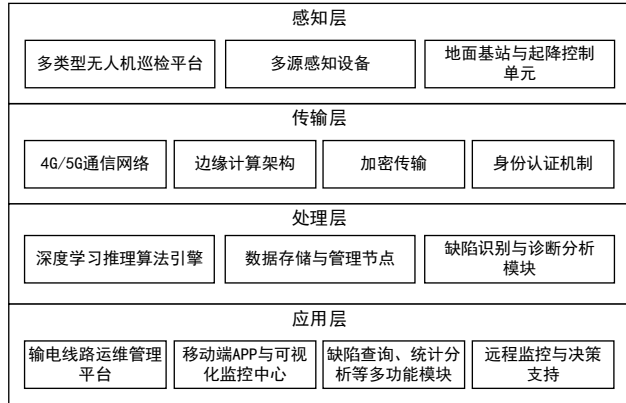 感知层
多类型无人机巡检平台
多源感知设备
地面基站与起降控制
单元
传输层
4G/5G通信网络
边缘计算架构
加密传输
身份认证机制
处理层
深度学习推理算法引擎
数据存储与管理节点
缺陷识别与诊断分析
模块
应用层
输电线路运维管理
平台
移动端APP与可视
化监控中心
缺陷查询、统计分
析等多功能模块
远程监控与决策
支持